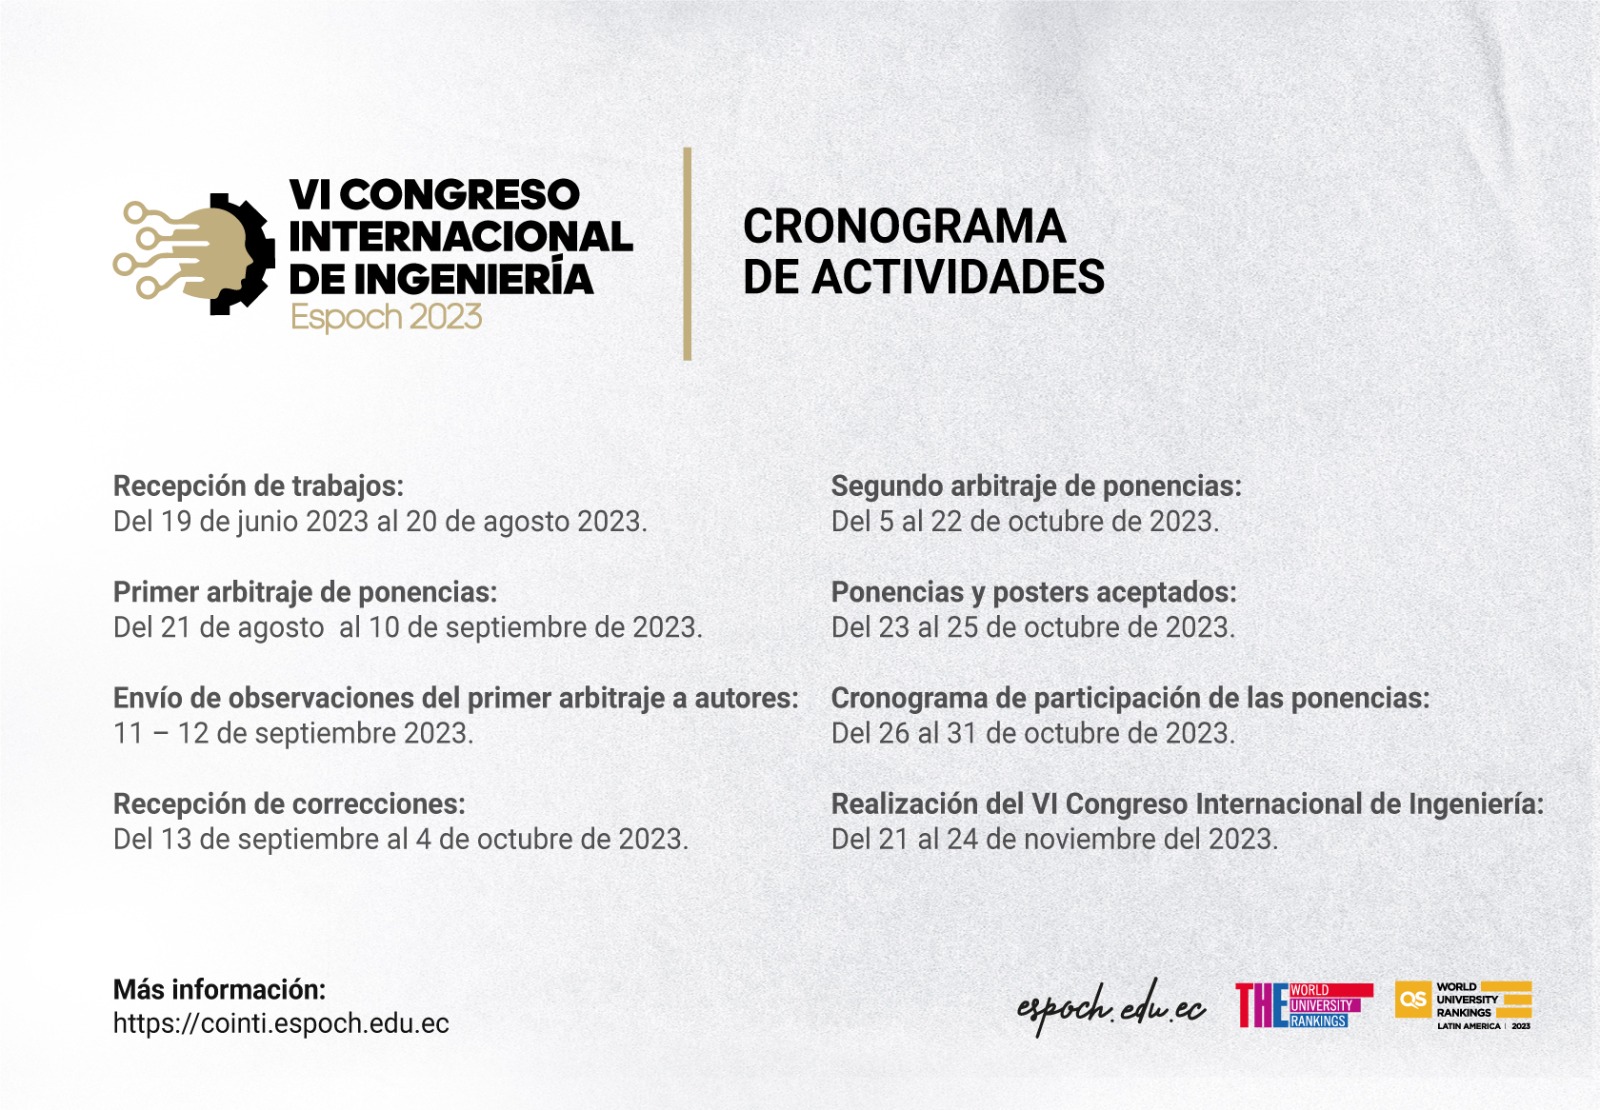 VI CONGRESO
INTERNACIONAL
DE INGENIERÍA
Espoch 2023
CRONOGRAMA
DE ACTIVIDADES
Recepción de trabajos:
Del 19 de junio 2023 al 20 de agosto 2023.
Primer arbitraje de ponencias:
Del 21 de agosto  al 10 de septiembre de 2023.
Envío de observaciones del primer arbitraje a autores:
11 – 12 de septiembre 2023.
Recepción de correcciones:
Del 13 de septiembre al 4 de octubre de 2023.
Segundo arbitraje de ponencias:
Del 5 al 22 de octubre de 2023.
Ponencias y posters aceptados:
Del 23 al 25 de octubre de 2023.
Cronograma de participación de las ponencias:
Del 26 al 31 de octubre de 2023.
Realización del VI Congreso Internacional de Ingeniería:
Del 21 al 24 de noviembre del 2023.
Más información:
https://cointi.espoch.edu.ec
espoch.edu.ec
THE WORLD
UNIVERSITY
RANKINGS
QS WORLD
UNIVERSITY
RANKINGS
LATIN AMERICA | 2023